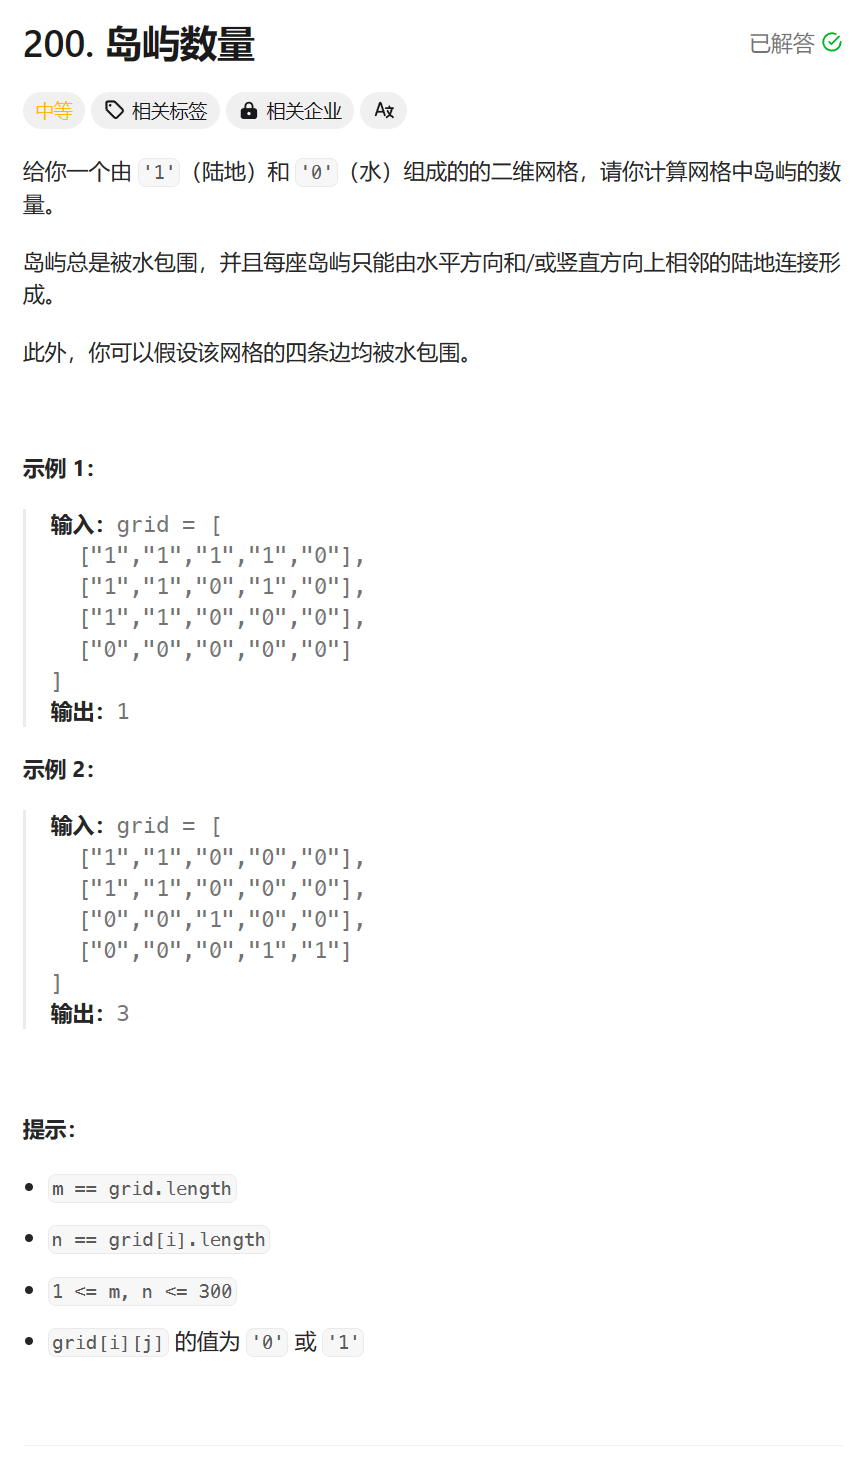 200. 岛屿数量
已解答
中等
相关标签
相关企业
给你一个由 '1'（陆地）和 '0'（水）组成的的二维网格，请你计算网格中岛屿的数
量。
岛屿总是被水包围，并且每座岛屿只能由水平方向和/或竖直方向上相邻的陆地连接形
成。
此外，你可以假设该网格的四条边均被水包围。
示例 1：
输入：grid = [
["1","1","1","1","0"],
["1","1","0","1","0"],
["1","1","0","0","0"],
["0","0","0","0","0"]
]
输出：1
示例 2：
输入：grid = [
["1","1","0","0","0"],
["1","1","0","0","0"],
["0","0","1","0","0"],
["0","0","0","1","1"]
]
输出：3
提示：
m == grid.length
n == grid[i].length
1 <= m, n <= 300
grid[i][j] 的值为 '0' 或 '1'